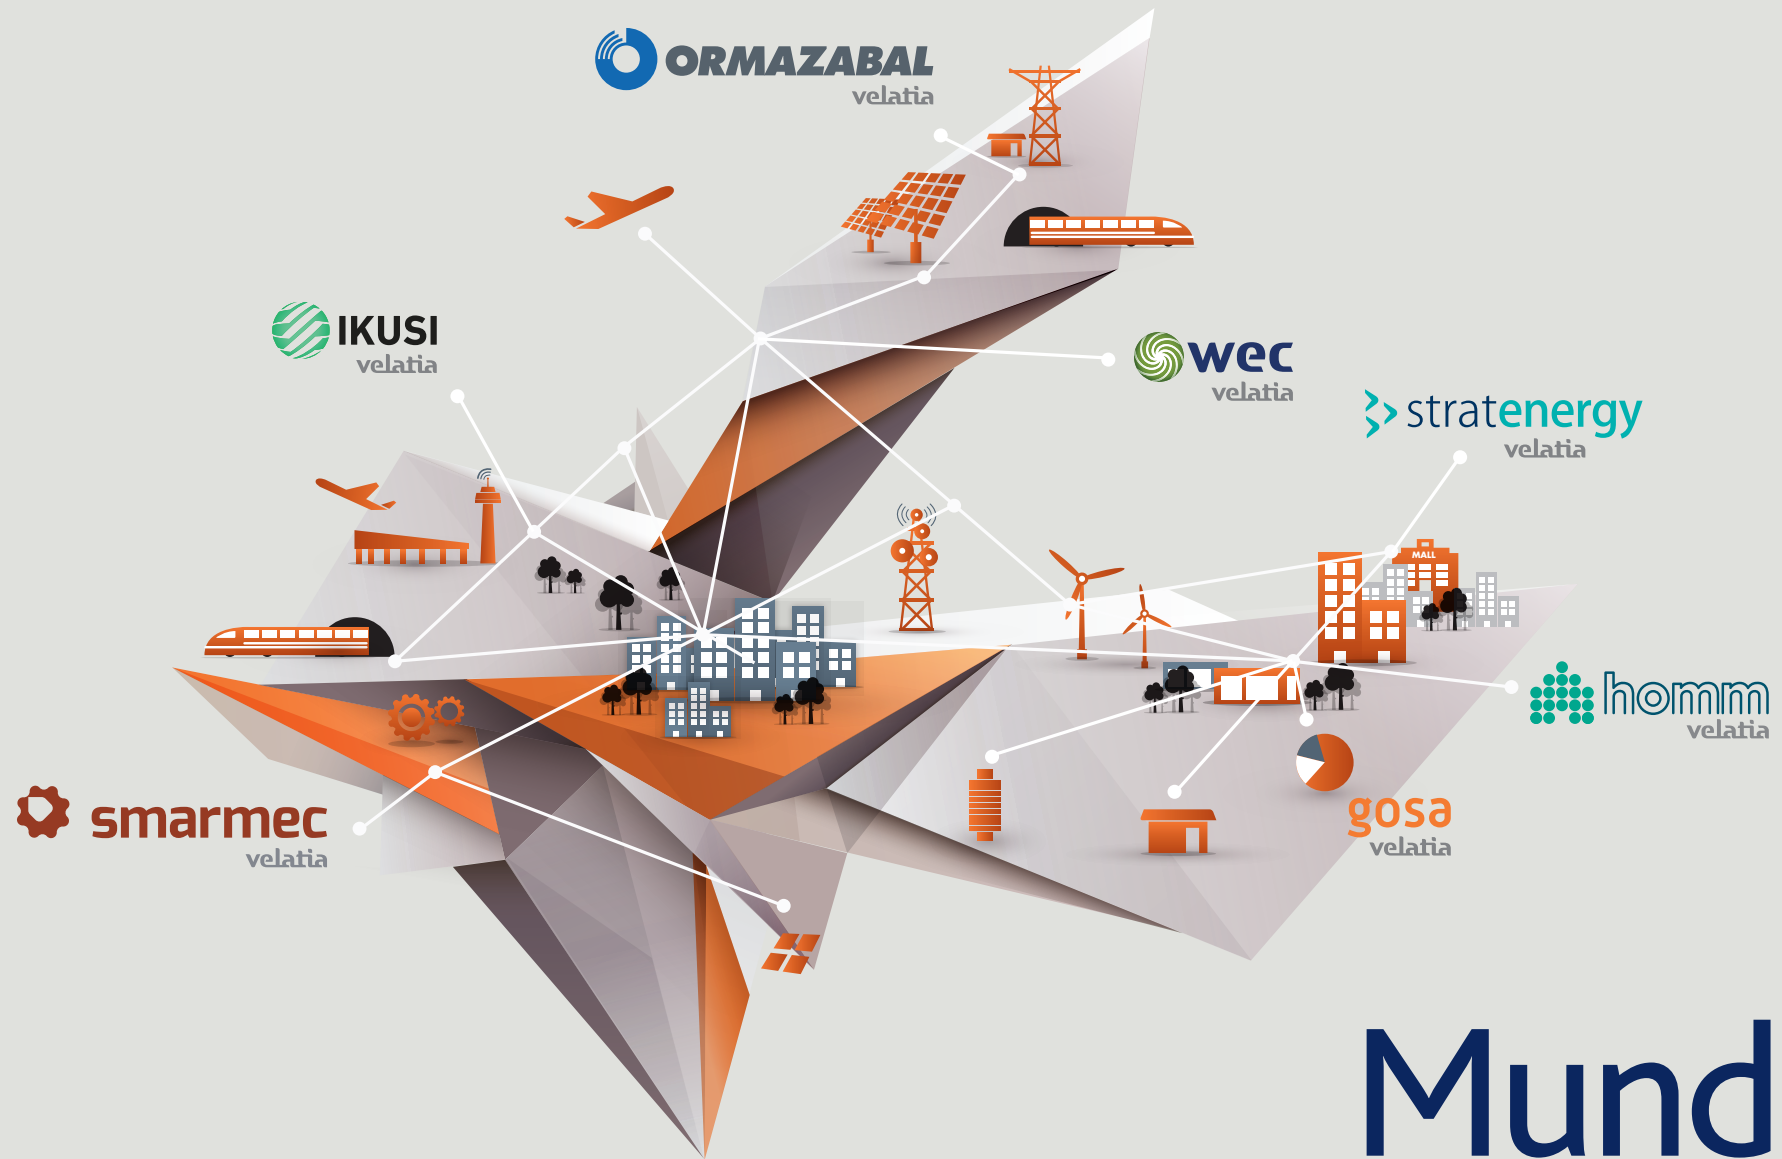 ORMAZABAL
velatia
IKUSI
velatia
wec
velatia
stratenergy
velatia
MALL
homm
velatia
smarmec
velatia
gosa
velatia
Mund